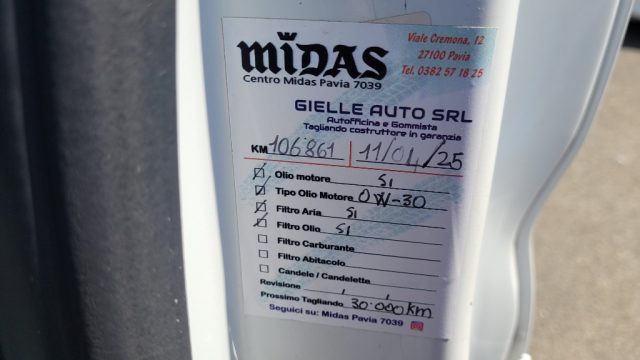 MIDAS
Centro Midas Pavia 7039
Viale Cremona, 12
27100 Pavia
Tel. 0382 57 18 25
GIELLE AUTO SRL
Autofficina e Gommista
Tagliando costruttore in garanzia
KM 106861 | 11/04/25
Olio motore SI
Tipo Olio Motore 0W-30
Filtro Aria SI
Filtro Olio SI
Filtro Carburante
Filtro Abitacolo
Candele / Candelette
Revisione / /
Prossimo Tagliando 30.000km
Seguici su: Midas Pavia 7039